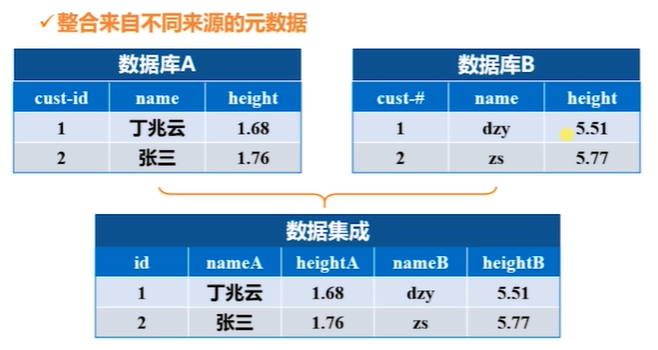 ✓整合来自不同来源的元数据
数据库A
cust-id name height
1 丁兆云 1.68
2 张三 1.76
数据库B
cust-# name height
1 dzy 5.51
2 zs 5.77
数据集成
id nameA heightA nameB heightB
1 丁兆云 1.68 dzy 5.51
2 张三 1.76 zs 5.77